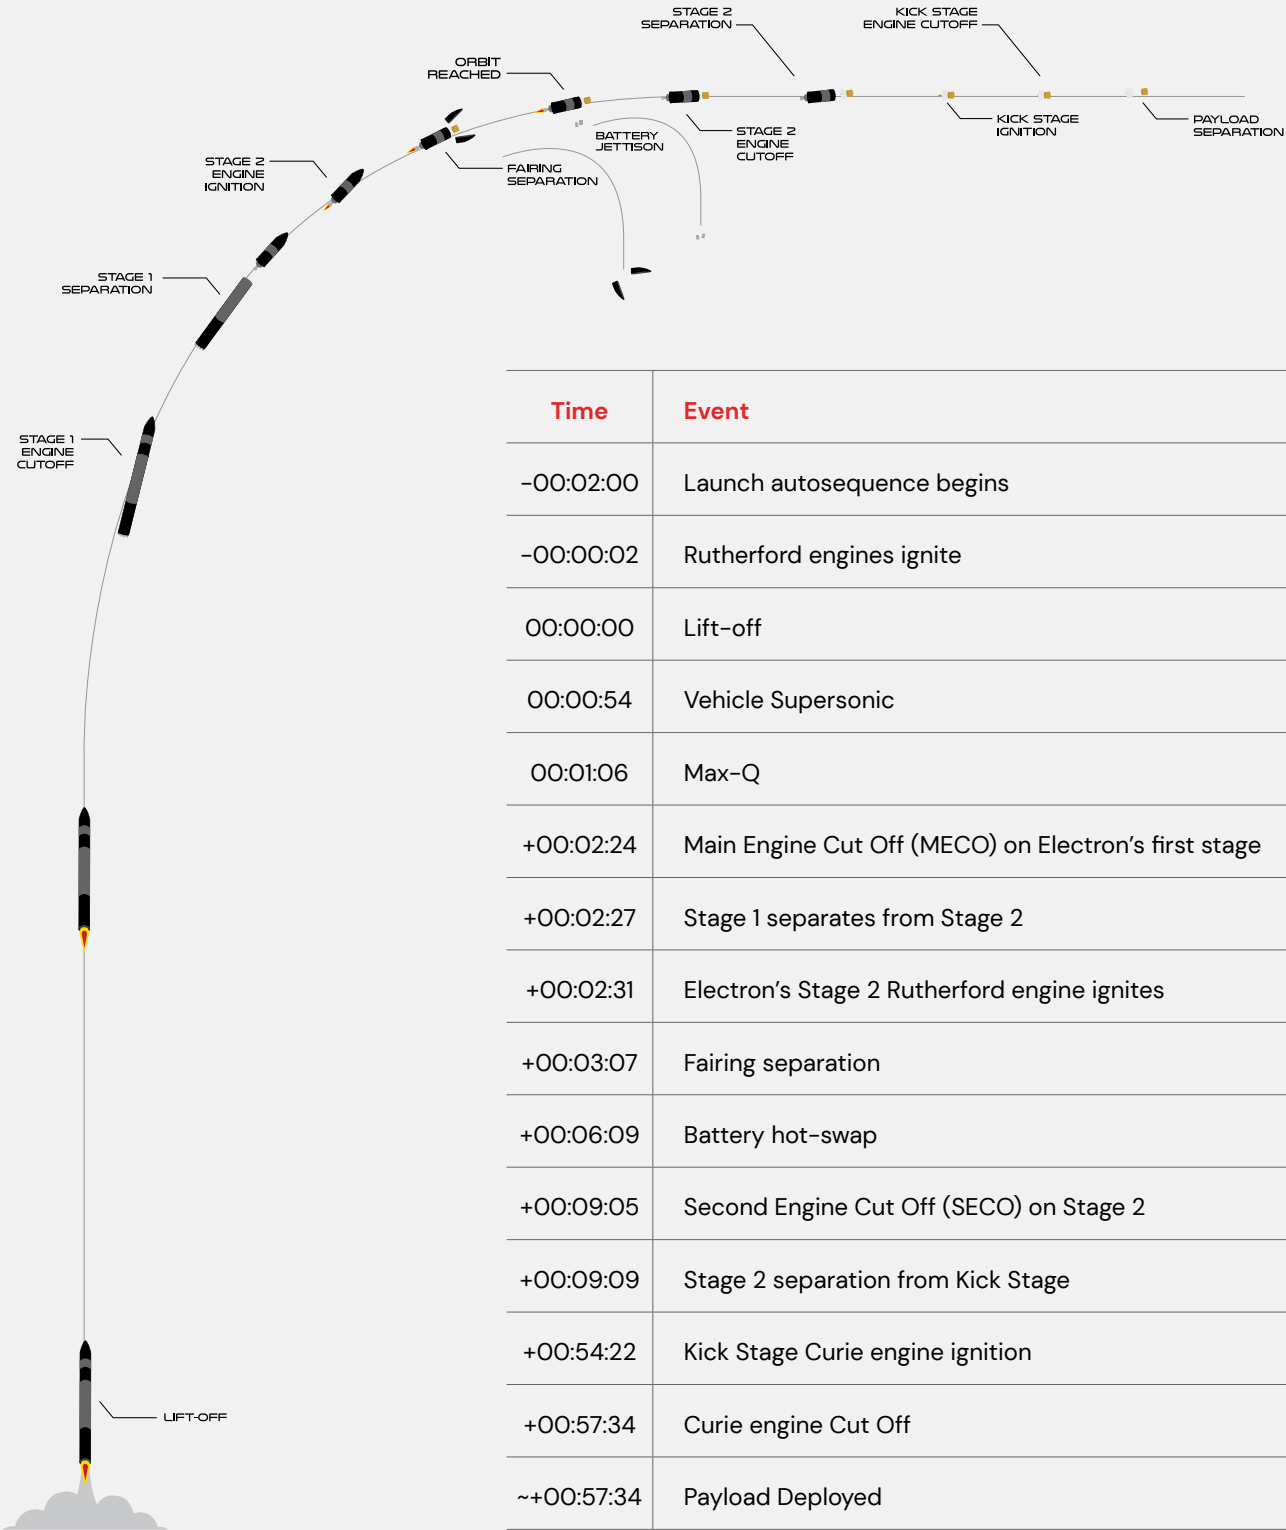 STAGE 2
SEPARATION
KICK STAGE
ENGINE CUTOFF
ORBIT
REACHED
BATTERY
JETTISON
STAGE 2
ENGINE
CUTOFF
KICK STAGE
IGNITION
PAYLOAD
SEPARATION
STAGE 2
ENGINE
IGNITION
FAIRING
SEPARATION
STAGE 1
SEPARATION
STAGE 1
ENGINE
CUTOFF
LIFT-OFF
Time Event
-00:02:00 Launch autosequence begins
-00:00:02 Rutherford engines ignite
00:00:00 Lift-off
00:00:54 Vehicle Supersonic
00:01:06 Max-Q
+00:02:24 Main Engine Cut Off (MECO) on Electron’s first stage
+00:02:27 Stage 1 separates from Stage 2
+00:02:31 Electron’s Stage 2 Rutherford engine ignites
+00:03:07 Fairing separation
+00:06:09 Battery hot-swap
+00:09:05 Second Engine Cut Off (SECO) on Stage 2
+00:09:09 Stage 2 separation from Kick Stage
+00:54:22 Kick Stage Curie engine ignition
+00:57:34 Curie engine Cut Off
~+00:57:34 Payload Deployed